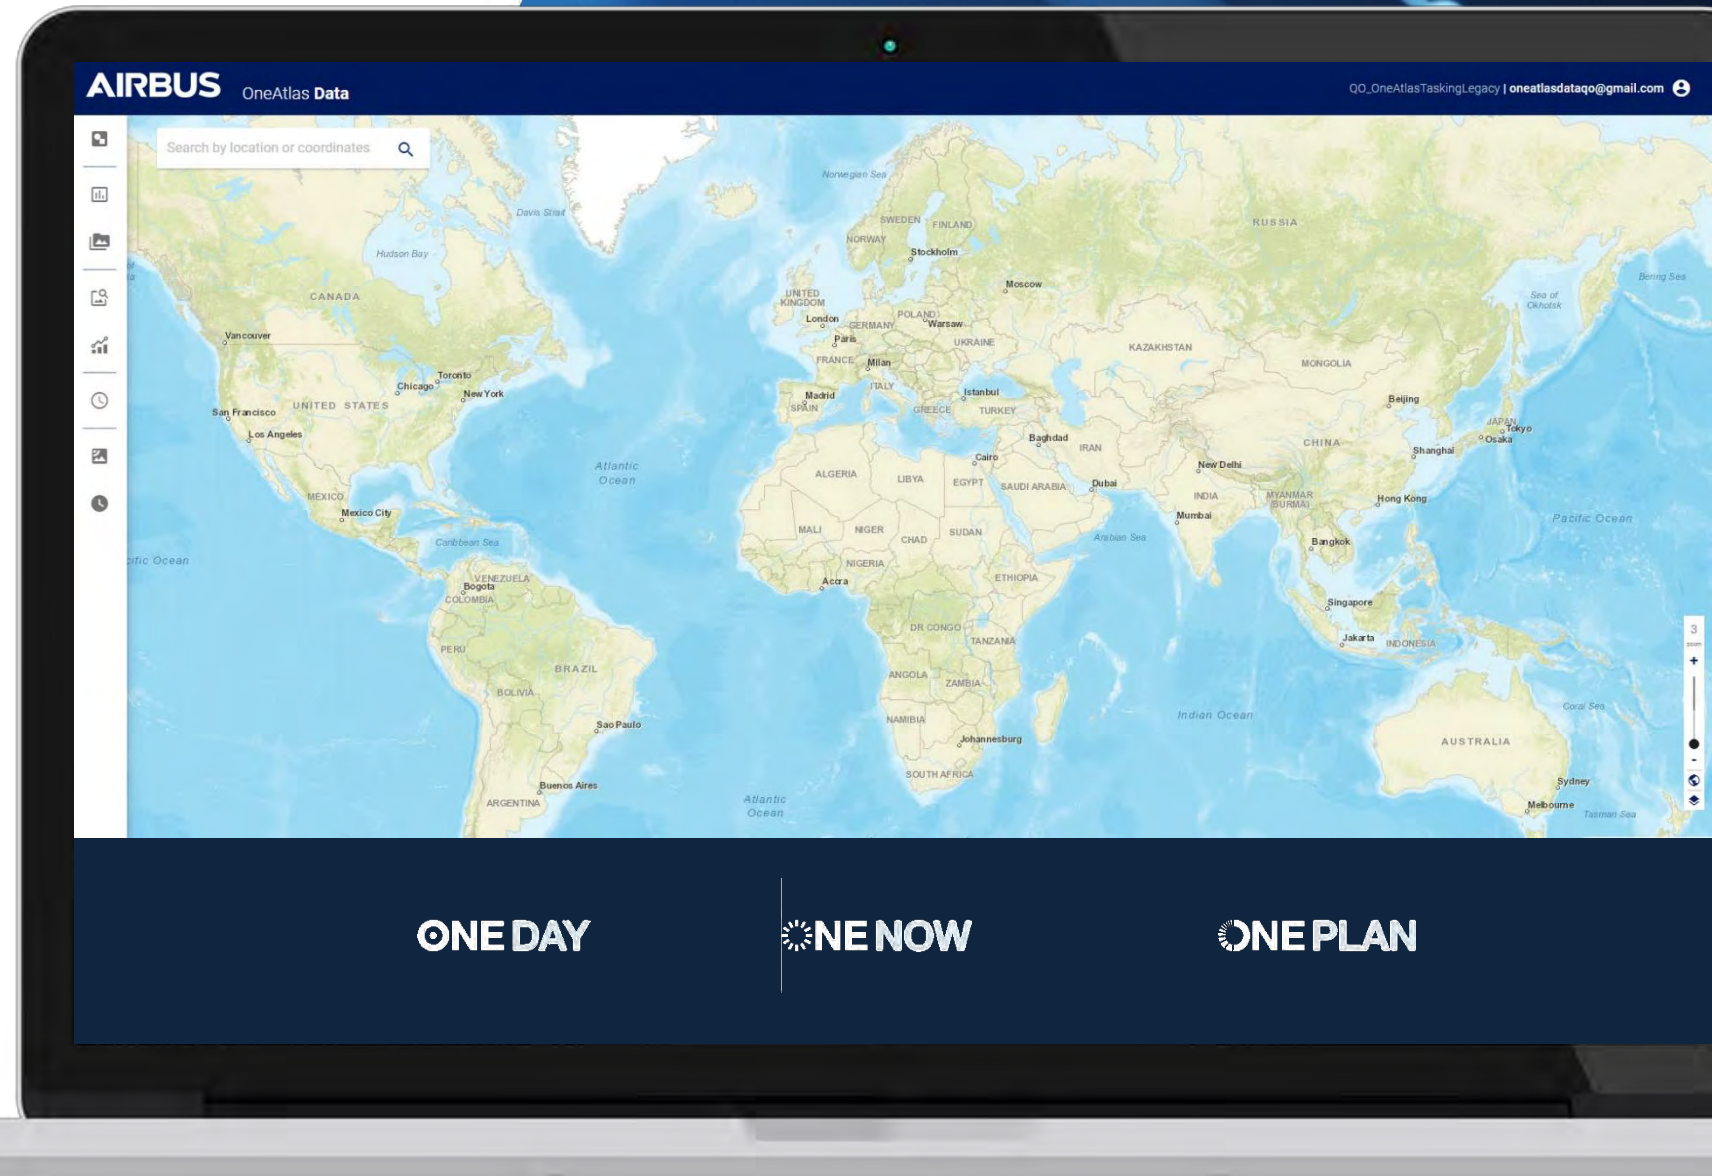 AIRBUS OneAtlas Data
QO_OneAtlasTaskingLegacy | oneatlasdataqo@gmail.com
Search by location or coordinates
Norwegian Sea
Davis Strait
SWEDEN
FINLAND
RUSSIA
NORWAY
Hudson Bay
Stockholm
Bering Sea
Moscow
CANADA
UNITED
KINGDOM
Sea of
Okhotsk
London
POLAND
GERMANY
Warsaw
Vancouver
Paris
UKRAINE
KAZAKHSTAN
FRANCE
Milan
MONGOLIA
Toronto
Chicago
ITALY
New York
Madrid
Istanbul
Beijing
SPAIN
GREECE
TURKEY
UNITED STATES
San Francisco
JAPAN
Tokyo
Osaka
Los Angeles
Baghdad
IRAN
CHINA
Shanghai
Cairo
Atlantic
Ocean
New Delhi
ALGERIA
LIBYA
EGYPT
SAUDI ARABIA
Dubai
MEXICO
INDIA
MYANMAR
(BURMA)
Hong Kong
Mexico City
Mumbai
Pacific Ocean
MALI
NIGER
CHAD
SUDAN
Arabian Sea
Caribbean Sea
Bangkok
ific Ocean
NIGERIA
VENEZUELA
Bogota
COLOMBIA
Accra
ETHIOPIA
Singapore
DR CONGO
TANZANIA
Jakarta
INDONESIA
3
zoom
+
PERU
BRAZIL
ANGOLA
ZAMBIA
BOLIVIA
Coral Sea
NAMIBIA
Indian Ocean
Sao Paulo
Johannesburg
AUSTRALIA
-
SOUTH AFRICA
Buenos Aires
Sydney
ARGENTINA
Atlantic
Ocean
Melbourne
Tasman Sea
ONE DAY
ONE NOW
ONE PLAN